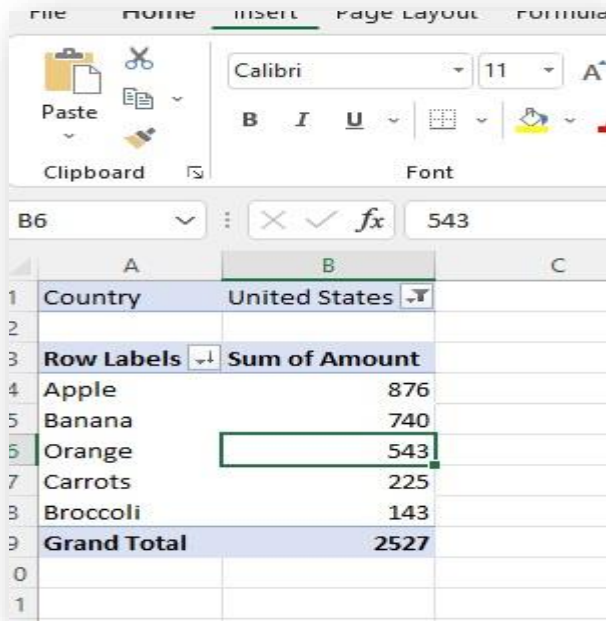 File Home Insert Page Layout Formula
Calibri 11 A
Paste
B I U
Clipboard Font
B6 fx 543
A B C
1 Country United States
2
3 Row Labels Sum of Amount
4 Apple 876
5 Banana 740
6 Orange 543
7 Carrots 225
8 Broccoli 143
9 Grand Total 2527
0
1